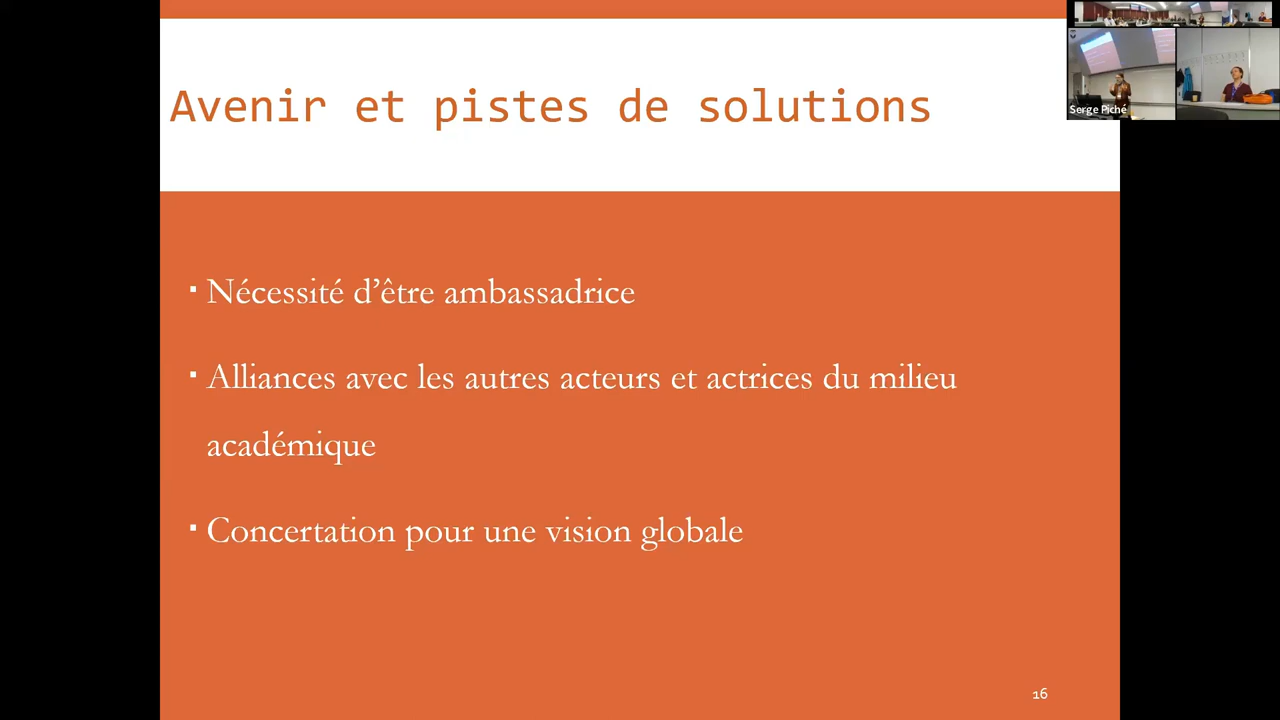 Avenir et pistes de solutions
Serge Piché
▪ Nécessité d’être ambassadrice
▪ Alliances avec les autres acteurs et actrices du milieu
académique
▪ Concertation pour une vision globale
16